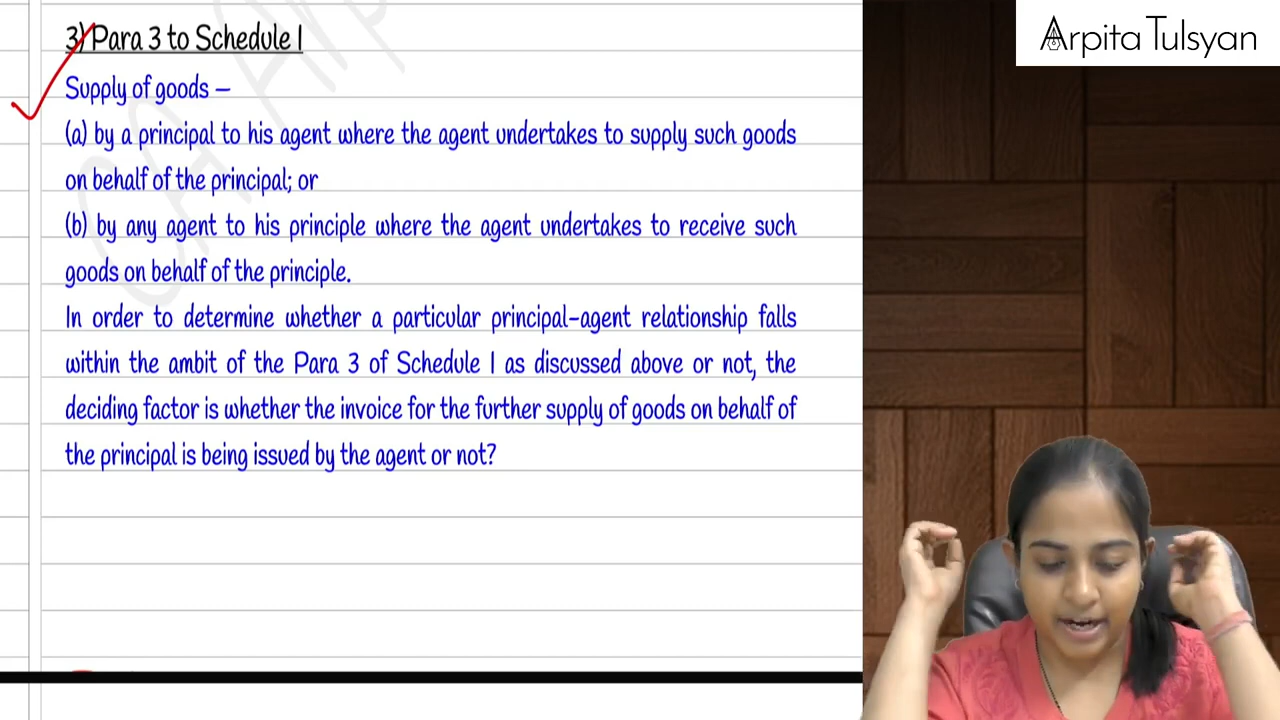 Arpita Tulsyan
3) Para 3 to Schedule I
Supply of goods –
(a) by a principal to his agent where the agent undertakes to supply such goods
on behalf of the principal; or
(b) by any agent to his principle where the agent undertakes to receive such
goods on behalf of the principle.
In order to determine whether a particular principal-agent relationship falls
within the ambit of the Para 3 of Schedule I as discussed above or not, the
deciding factor is whether the invoice for the further supply of goods on behalf of
the principal is being issued by the agent or not?